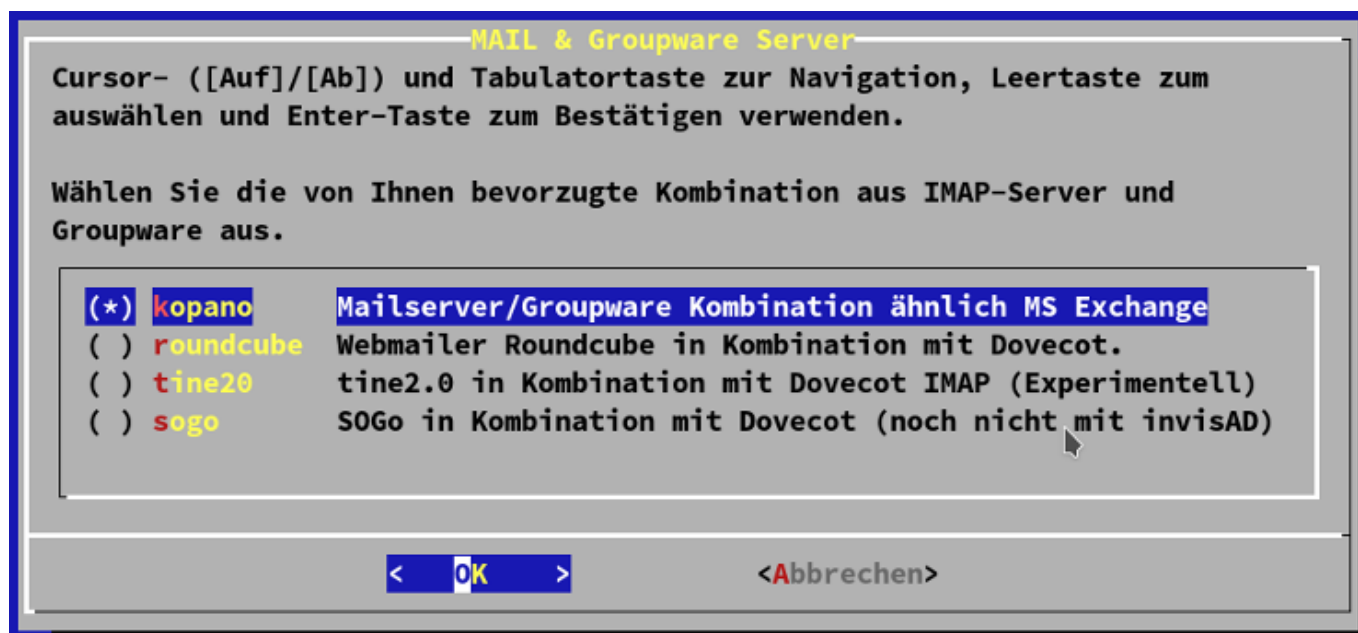 MAIL & Groupware Server
Cursor- ([Auf]/[Ab]) und Tabulatortaste zur Navigation, Leertaste zum
auswählen und Enter-Taste zum Bestätigen verwenden.
Wählen Sie die von Ihnen bevorzugte Kombination aus IMAP-Server und
Groupware aus.
(*) kopano Mailserver/Groupware Kombination ähnlich MS Exchange
( ) roundcube Webmailer Roundcube in Kombination mit Dovecot.
( ) tine20 tine2.0 in Kombination mit Dovecot IMAP (Experimentell)
( ) sogo SOGo in Kombination mit Dovecot (noch nicht mit invisAD)
< OK > <Abbrechen>